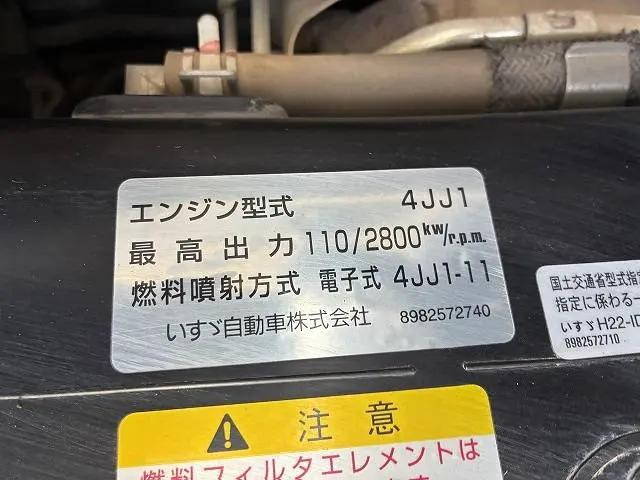 エンジン型式 4JJ1
最高出力 110/2800kw/r.p.m.
燃料噴射方式 電子式 4JJ1-11
いすゞ自動車株式会社 8982572740
国土交通省型式指定
指定に係わる一
いすゞH22-ID
8982572710
注意
燃料フィルタエレメントは